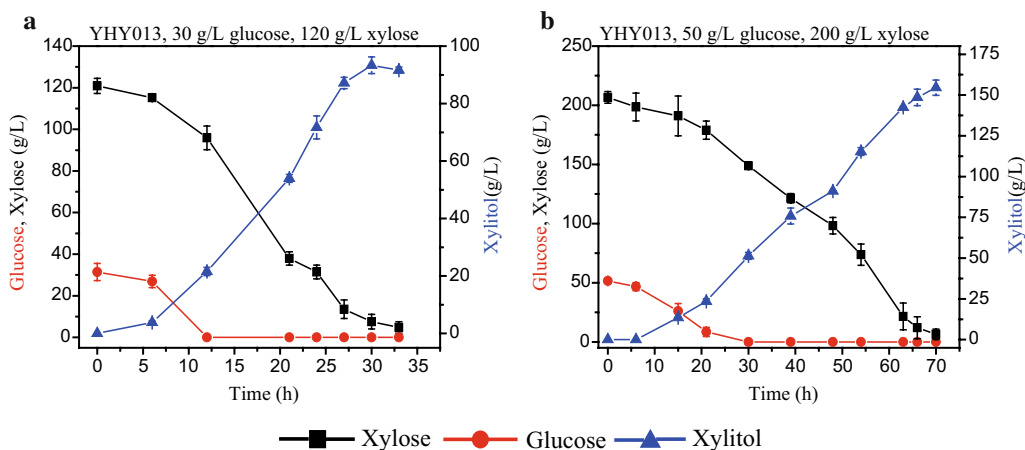 a
YHY013, 30 g/L glucose, 120 g/L xylose
Glucose, Xylose (g/L)
140
120
100
80
60
40
20
0
100
80
60
40
20
0
Xylitol(g/L)
0 5 10 15 20 25 30 35
Time (h)
b
YHY013, 50 g/L glucose, 200 g/L xylose
Glucose, Xylose (g/L)
250
200
150
100
50
0
175
150
125
100
75
50
25
0
Xylitol(g/L)
0 10 20 30 40 50 60 70
Time (h)
Xylose Glucose Xylitol